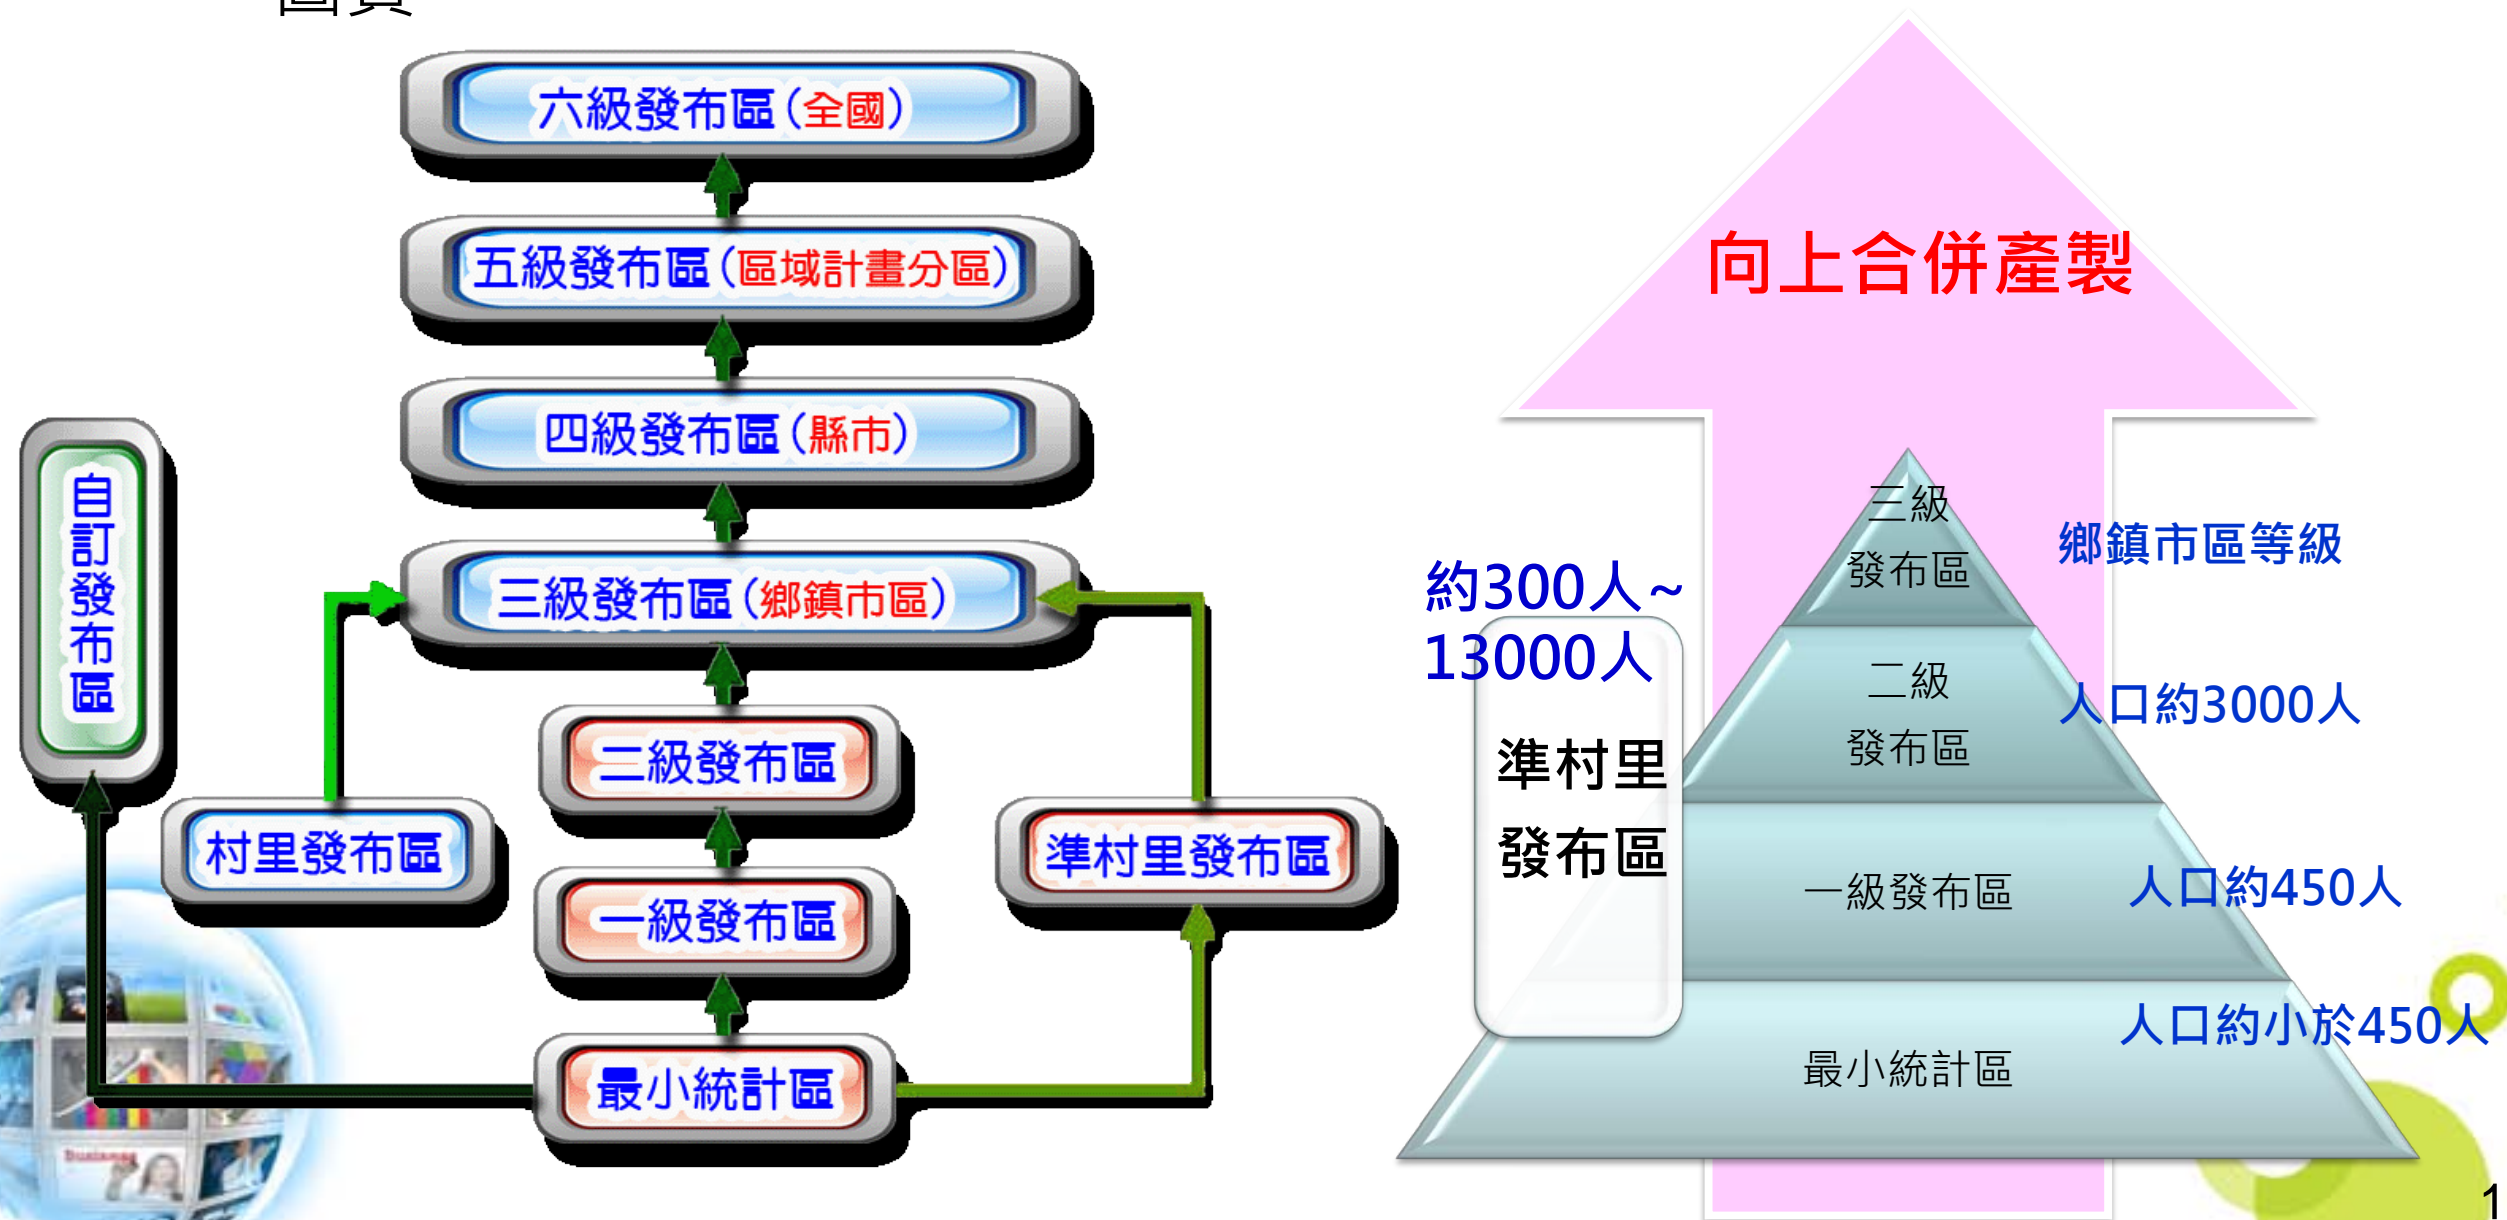 六級發布區(全國)
五級發布區(區域計畫分區)
四級發布區(縣市)
三級發布區(鄉鎮市區)
自訂發布區
二級發布區
村里發布區
準村里發布區
一級發布區
最小統計區
向上合併產製
三級
發布區
鄉鎮市區等級
約300人~
13000人
二級
發布區
人口約3000人
準村里
發布區
一級發布區
人口約450人
人口約小於450人
最小統計區
Business
1